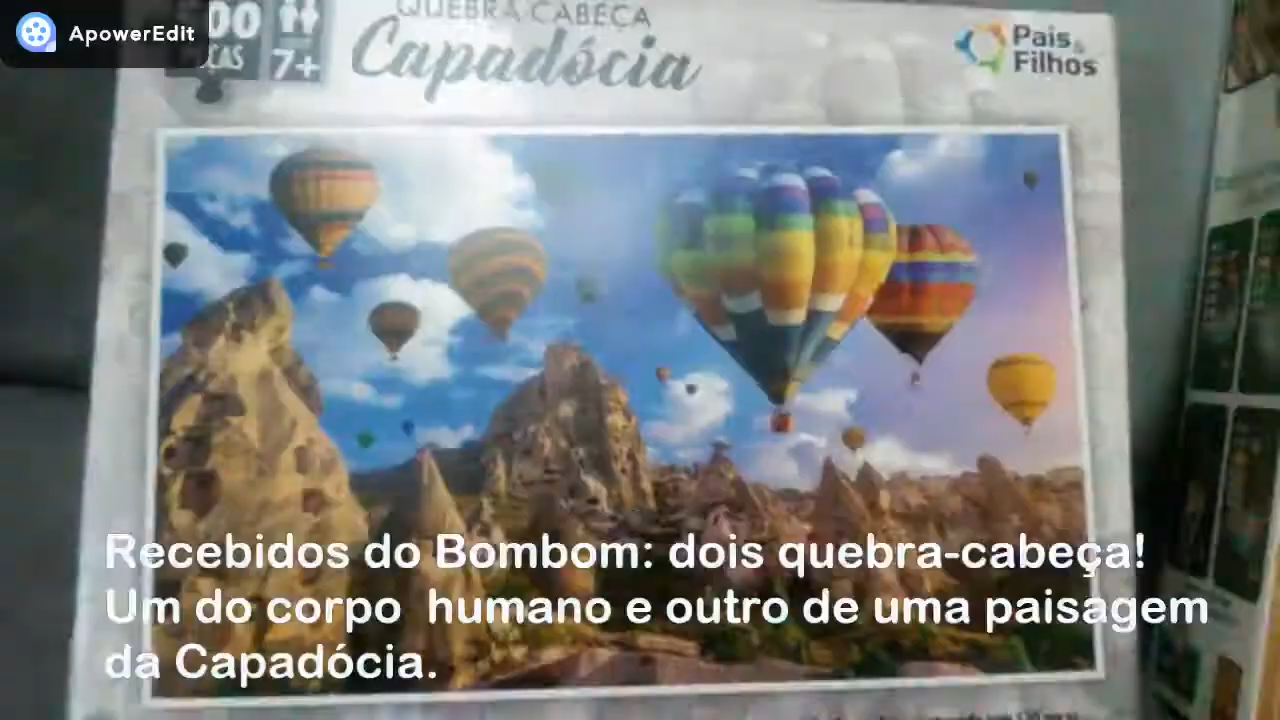 ApowerEdit
QUEBRA CABEÇA
Capadócia
7+
Pais &
Filhos
Recebidos do Bombom: dois quebra-cabeça!
Um do corpo humano e outro de uma paisagem
da Capadócia.